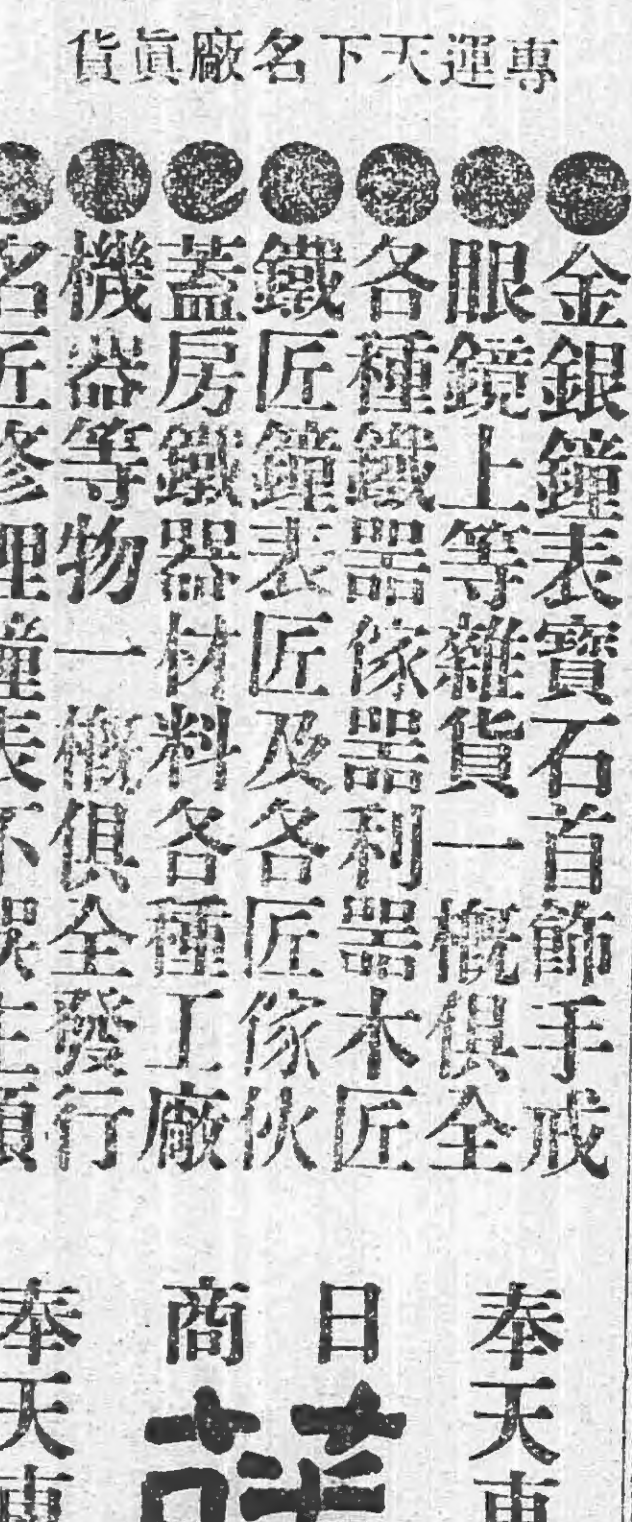 專運天下名廠眞貨
●金銀鐘表寶石首飾手戒
●眼鏡上等雜貨一概俱全
●各種鐵器傢器利器木匠
●鐵匠鐘表匠及各匠傢伙
●蓋房鐵器材料各種工廠
●機器等物一概俱全發行
●名匠修理鐘表不誤主顧
奉天東
日商
奉天東